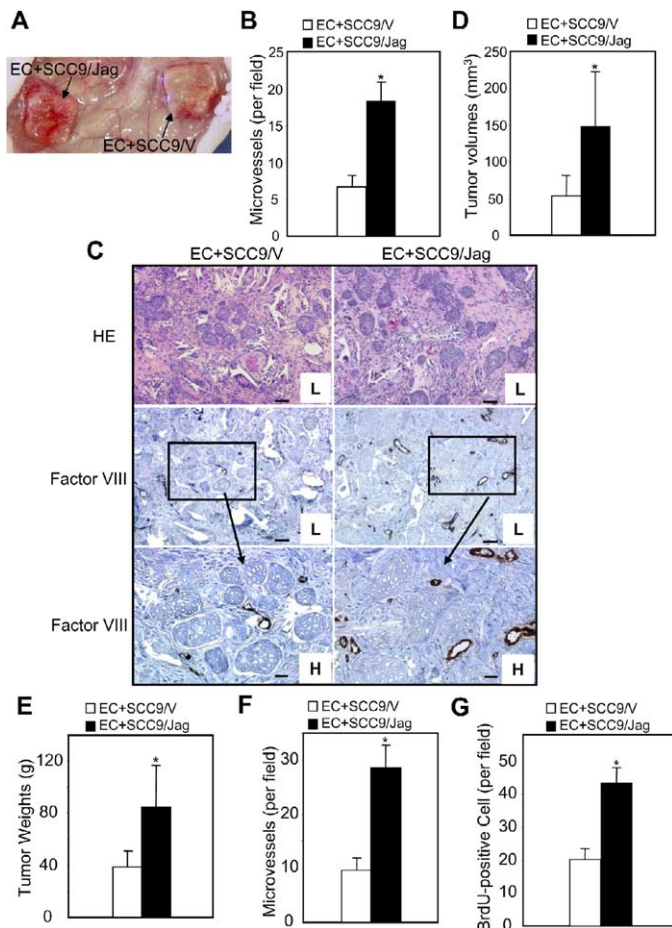 A
EC+SCC9/Jag
EC+SCC9/V
B
EC+SCC9/V
EC+SCC9/Jag
Microvessels (per field)
25
20
15
10
5
0
*
D
EC+SCC9/V
EC+SCC9/Jag
Tumor volumes (mm³)
250
200
150
100
50
0
*
C
EC+SCC9/V
EC+SCC9/Jag
HE
L
L
Factor VIII
L
L
Factor VIII
H
H
E
EC+SCC9/V
EC+SCC9/Jag
Tumor Weights (g)
120
80
40
0
*
F
EC+SCC9/V
EC+SCC9/Jag
Microvessels (per field)
30
20
10
0
*
G
EC+SCC9/V
EC+SCC9/Jag
BrdU-positive Cell (per field)
50
40
30
20
10
0
*